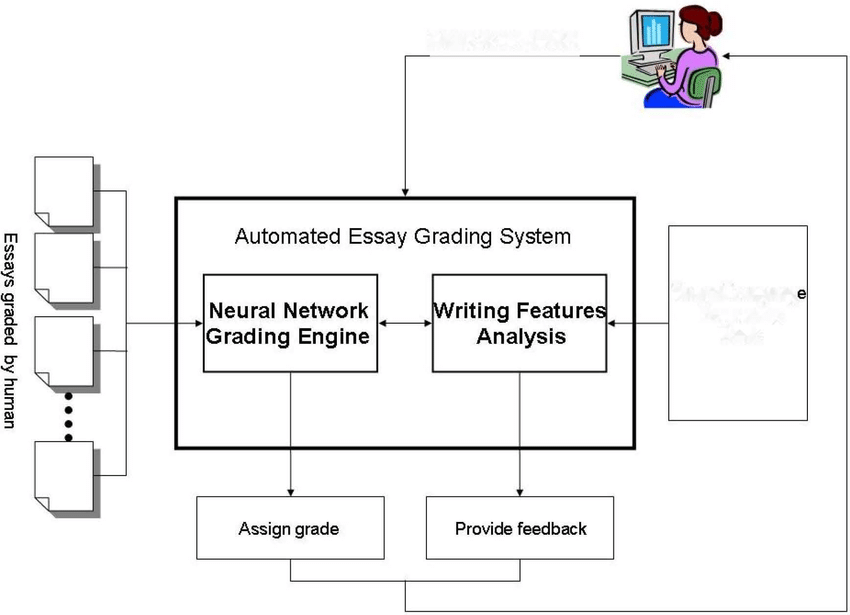 Automated Essay Grading System
Neural Network
Grading Engine
Writing Features
Analysis
Essays graded by human
Assign grade
Provide feedback